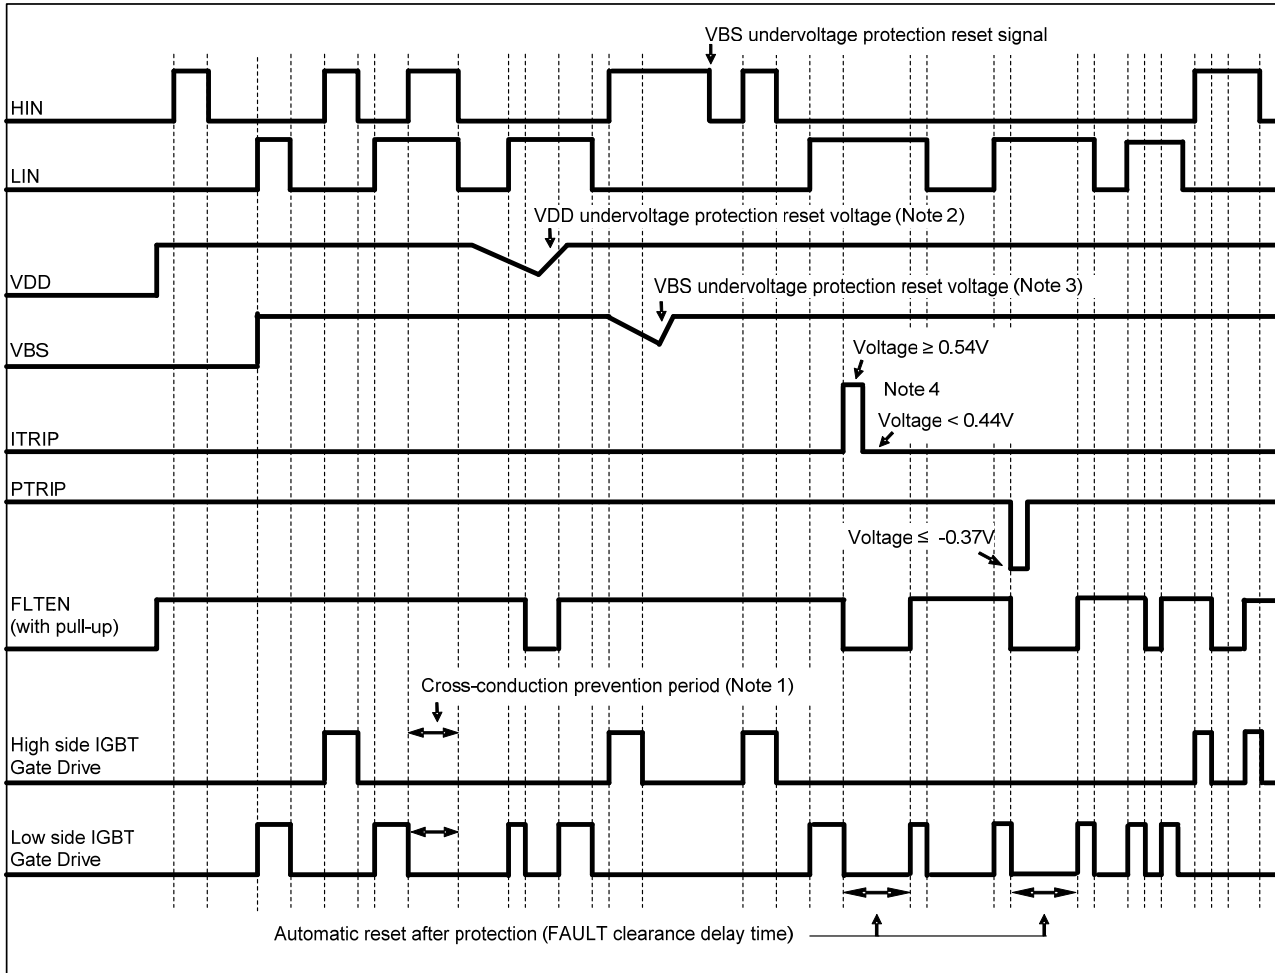 VBS undervoltage protection reset signal
HIN
LIN
VDD undervoltage protection reset voltage (Note 2)
VDD
VBS undervoltage protection reset voltage (Note 3)
VBS
Voltage ≥ 0.54V
Note 4
Voltage < 0.44V
ITRIP
PTRIP
Voltage ≤ -0.37V
FLTEN
(with pull-up)
Cross-conduction prevention period (Note 1)
High side IGBT
Gate Drive
Low side IGBT
Gate Drive
Automatic reset after protection (FAULT clearance delay time)